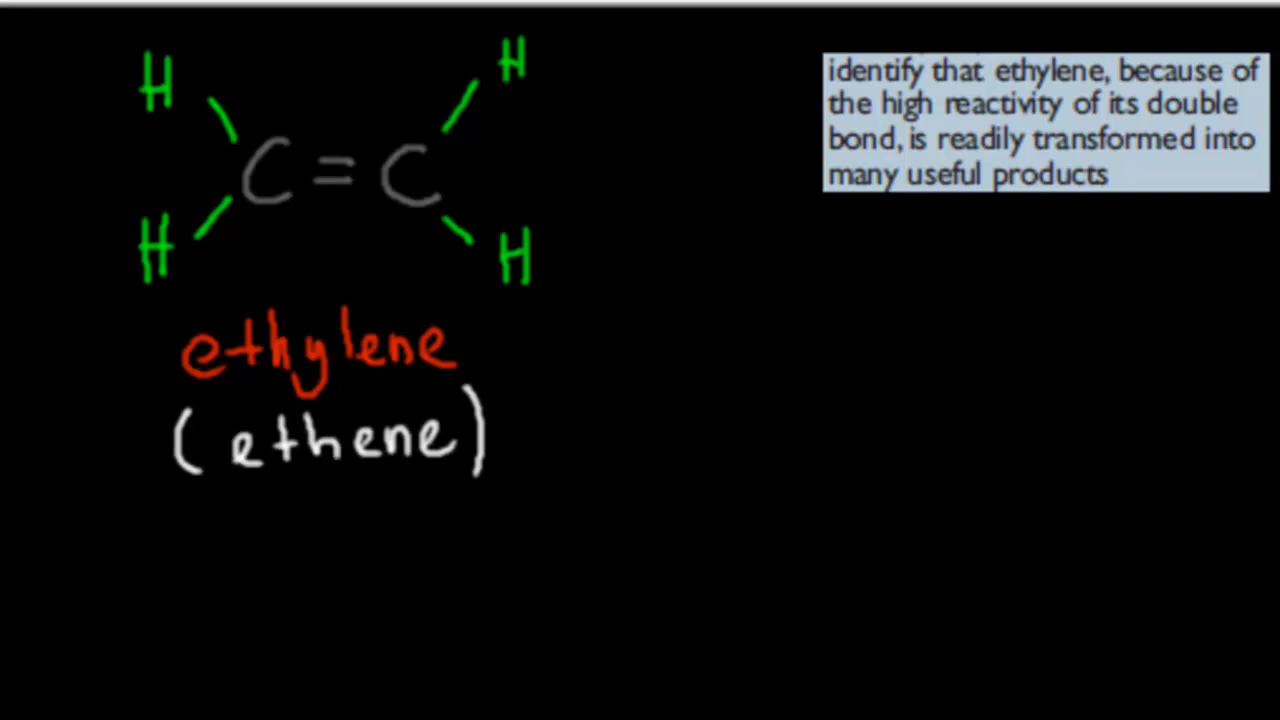 H H
C = C
H H
ethylene
(ethene)
identify that ethylene, because of
the high reactivity of its double
bond, is readily transformed into
many useful products